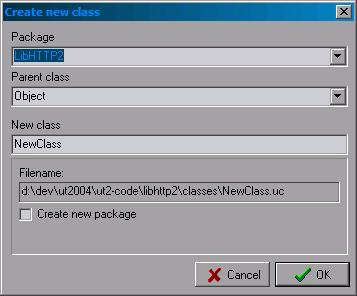 Create new class
Package
LibHTTP2
Parent class
Object
New class
NewClass
Filename:
d:\dev\ut2004\ut2-code\libhttp2\classes\NewClass.uc
Create new package
Cancel OK